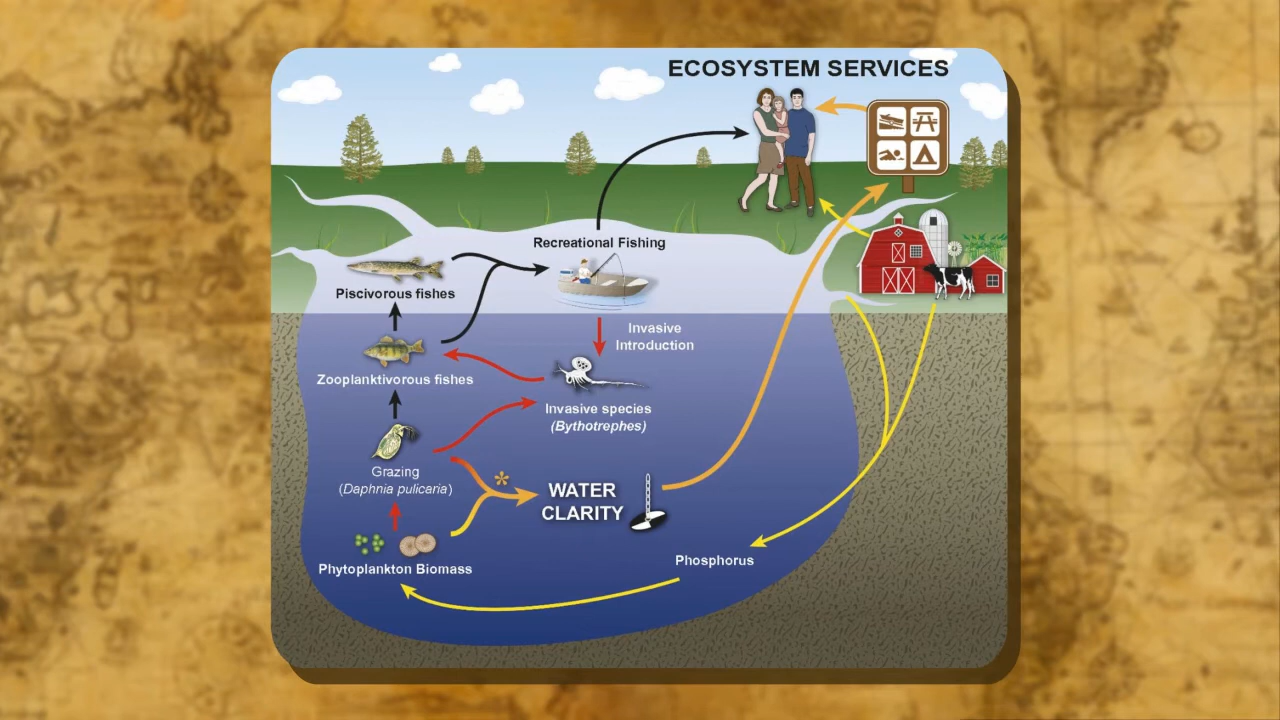 ECOSYSTEM SERVICES
Recreational Fishing
Piscivorous fishes
Invasive
Introduction
Zooplanktivorous fishes
Invasive species
(Bythotrephes)
Grazing
(Daphnia pulicaria)
*
WATER
CLARITY
Phosphorus
Phytoplankton Biomass